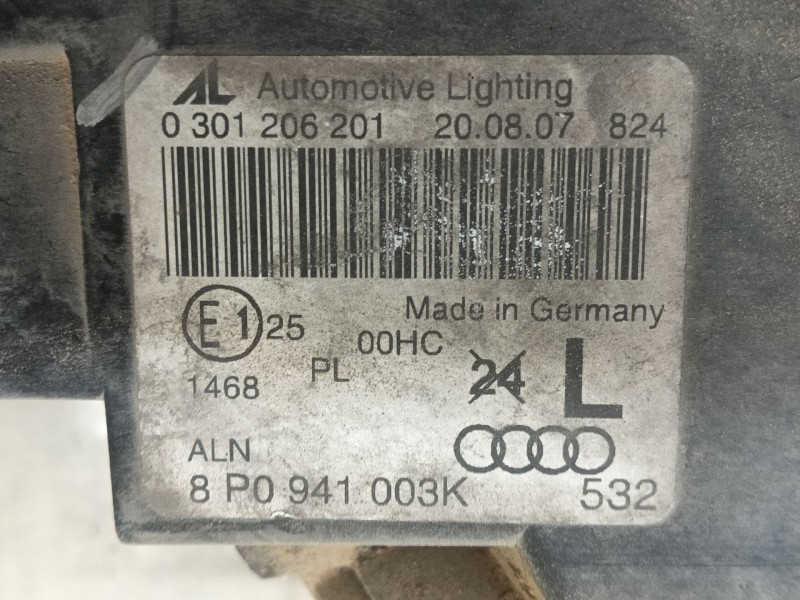 AL Automotive Lighting
0 301 206 201 20.08.07 824
Made in Germany
E1 25 00HC
1468 PL 24 L
ALN
8 P0 941 003K 532